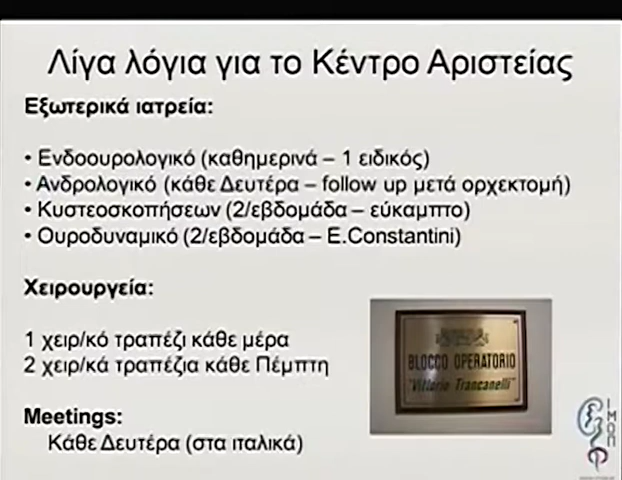 Λίγα λόγια για το Κέντρο Αριστείας
Εξωτερικά ιατρεία:
• Ενδοουρολογικό (καθημερινά – 1 ειδικός)
• Ανδρολογικό (κάθε Δευτέρα – follow up μετά ορχεκτομή)
• Κυστεοσκοπήσεων (2/εβδομάδα – εύκαμπτο)
• Ουροδυναμικό (2/εβδομάδα – E.Constantini)
Χειρουργεία:
1 χειρ/κό τραπέζι κάθε μέρα
2 χειρ/κά τραπέζια κάθε Πέμπτη
BLOCCO OPERATORIO
"Vittorio Trancanelli"
Meetings:
Κάθε Δευτέρα (στα ιταλικά)
ΙΜΟΠ